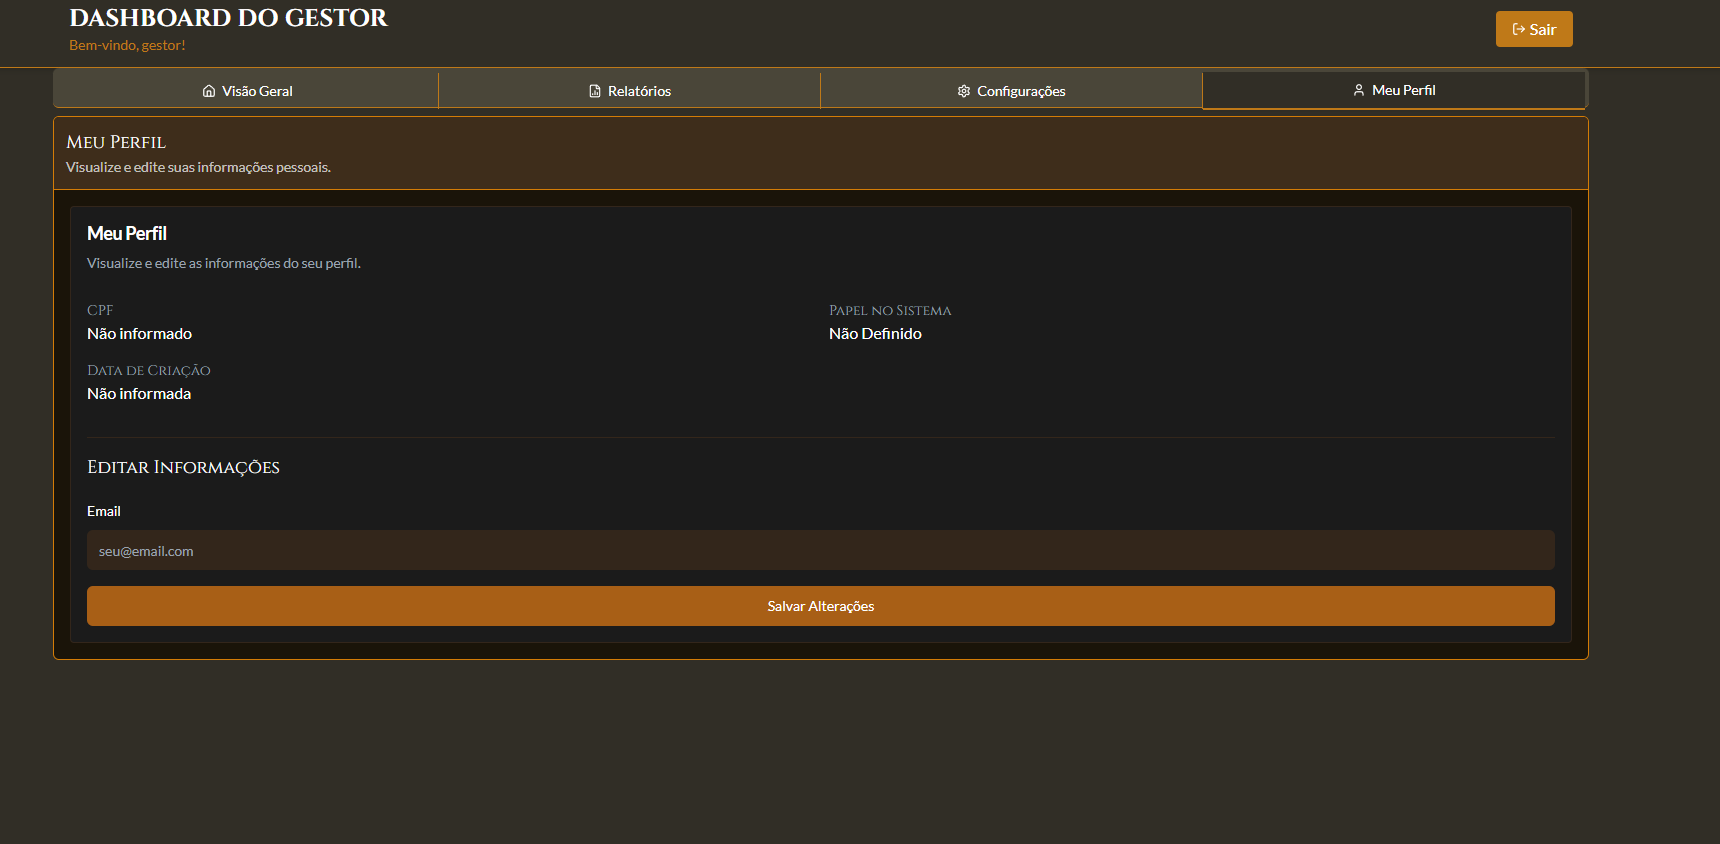 DASHBOARD DO GESTOR
Bem-vindo, gestor!
Sair
Visão Geral
Relatórios
Configurações
Meu Perfil
Meu Perfil
Visualize e edite suas informações pessoais.
Meu Perfil
Visualize e edite as informações do seu perfil.
CPF
Não informado
Papel no Sistema
Não Definido
Data de Criação
Não informada
Editar Informações
Email
seu@email.com
Salvar Alterações